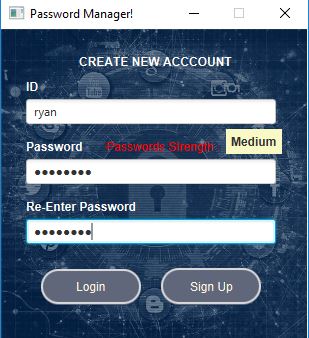 Password Manager!
CREATE NEW ACCCOUNT
ID
ryan
Password Passwords Strength Medium
●●●●●●●●
Re-Enter Password
●●●●●●●●
Login Sign Up